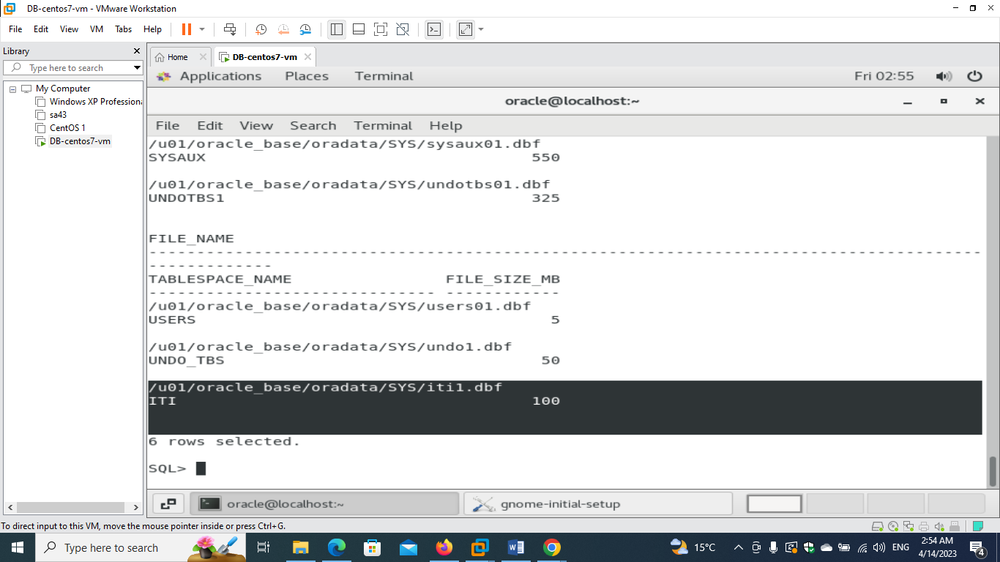 DB-centos7-vm - VMware Workstation
File Edit View VM Tabs Help
Library
Type here to search
My Computer
Windows XP Professiona
sa43
CentOS 1
DB-centos7-vm
Home DB-centos7-vm
Applications Places Terminal Fri 02:55
oracle@localhost:~
File Edit View Search Terminal Help
/u01/oracle_base/oradata/SYS/sysaux01.dbf
SYSAUX 550
/u01/oracle_base/oradata/SYS/undotbs01.dbf
UNDOTBS1 325
FILE_NAME
--------------------------------------------------------------------------------
-------------
TABLESPACE_NAME FILE_SIZE_MB
------------------------------ ------------
/u01/oracle_base/oradata/SYS/users01.dbf
USERS 5
/u01/oracle_base/oradata/SYS/undo1.dbf
UNDO_TBS 50
/u01/oracle_base/oradata/SYS/iti1.dbf
ITI 100
6 rows selected.
SQL>
oracle@localhost:~ gnome-initial-setup
To direct input to this VM, move the mouse pointer inside or press Ctrl+G.
Type here to search
15°C
ENG
2:54 AM
4/14/2023
4